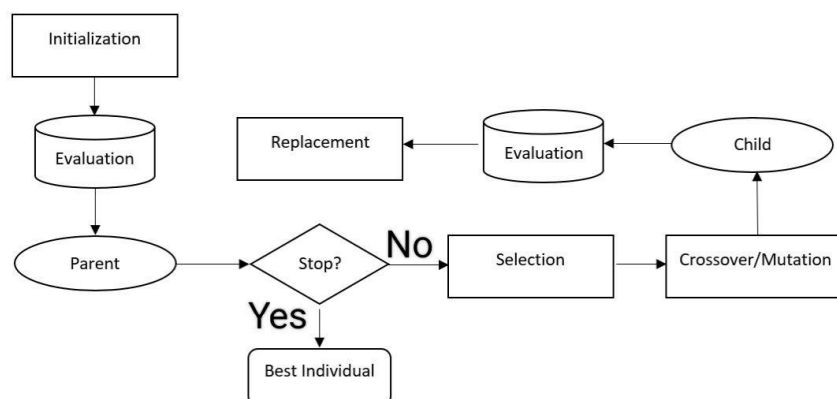 Initialization
Evaluation
Parent
Stop?
No
Yes
Best Individual
Selection
Crossover/Mutation
Child
Evaluation
Replacement